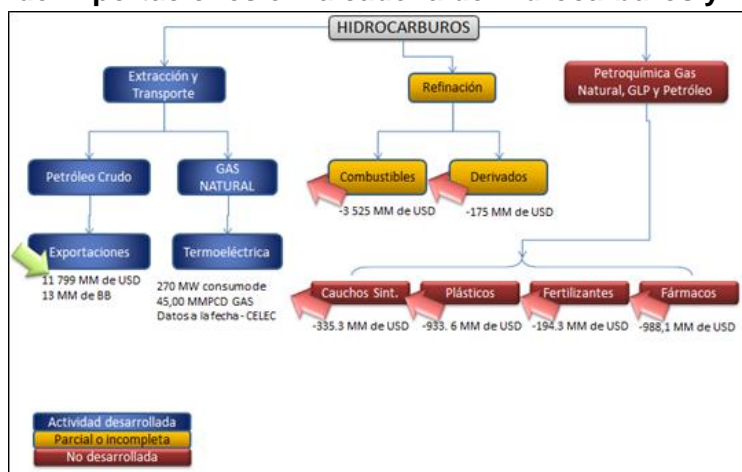 HIDROCARBUROS
Extracción y
Transporte
Refinación
Petroquímica Gas
Natural, GLP y Petróleo
Petróleo Crudo
GAS
NATURAL
Combustibles
Derivados
-3 525 MM de USD
-175 MM de USD
Exportaciones
Termoeléctrica
11 799 MM de USD
13 MM de BB
270 MW consumo de
45,00 MMPCD GAS
Datos a la fecha - CELEC
Cauchos Sint.
Plásticos
Fertilizantes
Fármacos
-335.3 MM de USD
-933. 6 MM de USD
-194.3 MM de USD
-988,1 MM de USD
Actividad desarrollada
Parcial o incompleta
No desarrollada